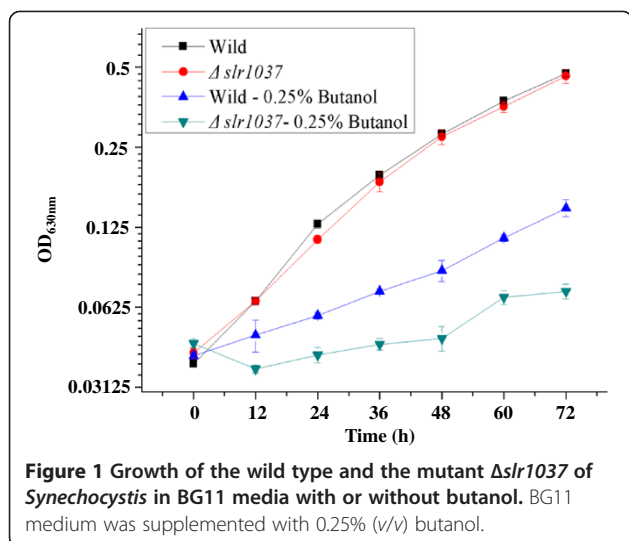 Wild
Δ slr1037
Wild - 0.25% Butanol
Δ slr1037- 0.25% Butanol
0.5
0.25
0.125
0.0625
0.03125
OD630nm
0 12 24 36 48 60 72
Time (h)
Figure 1 Growth of the wild type and the mutant Δslr1037 of
Synechocystis in BG11 media with or without butanol. BG11
medium was supplemented with 0.25% (v/v) butanol.